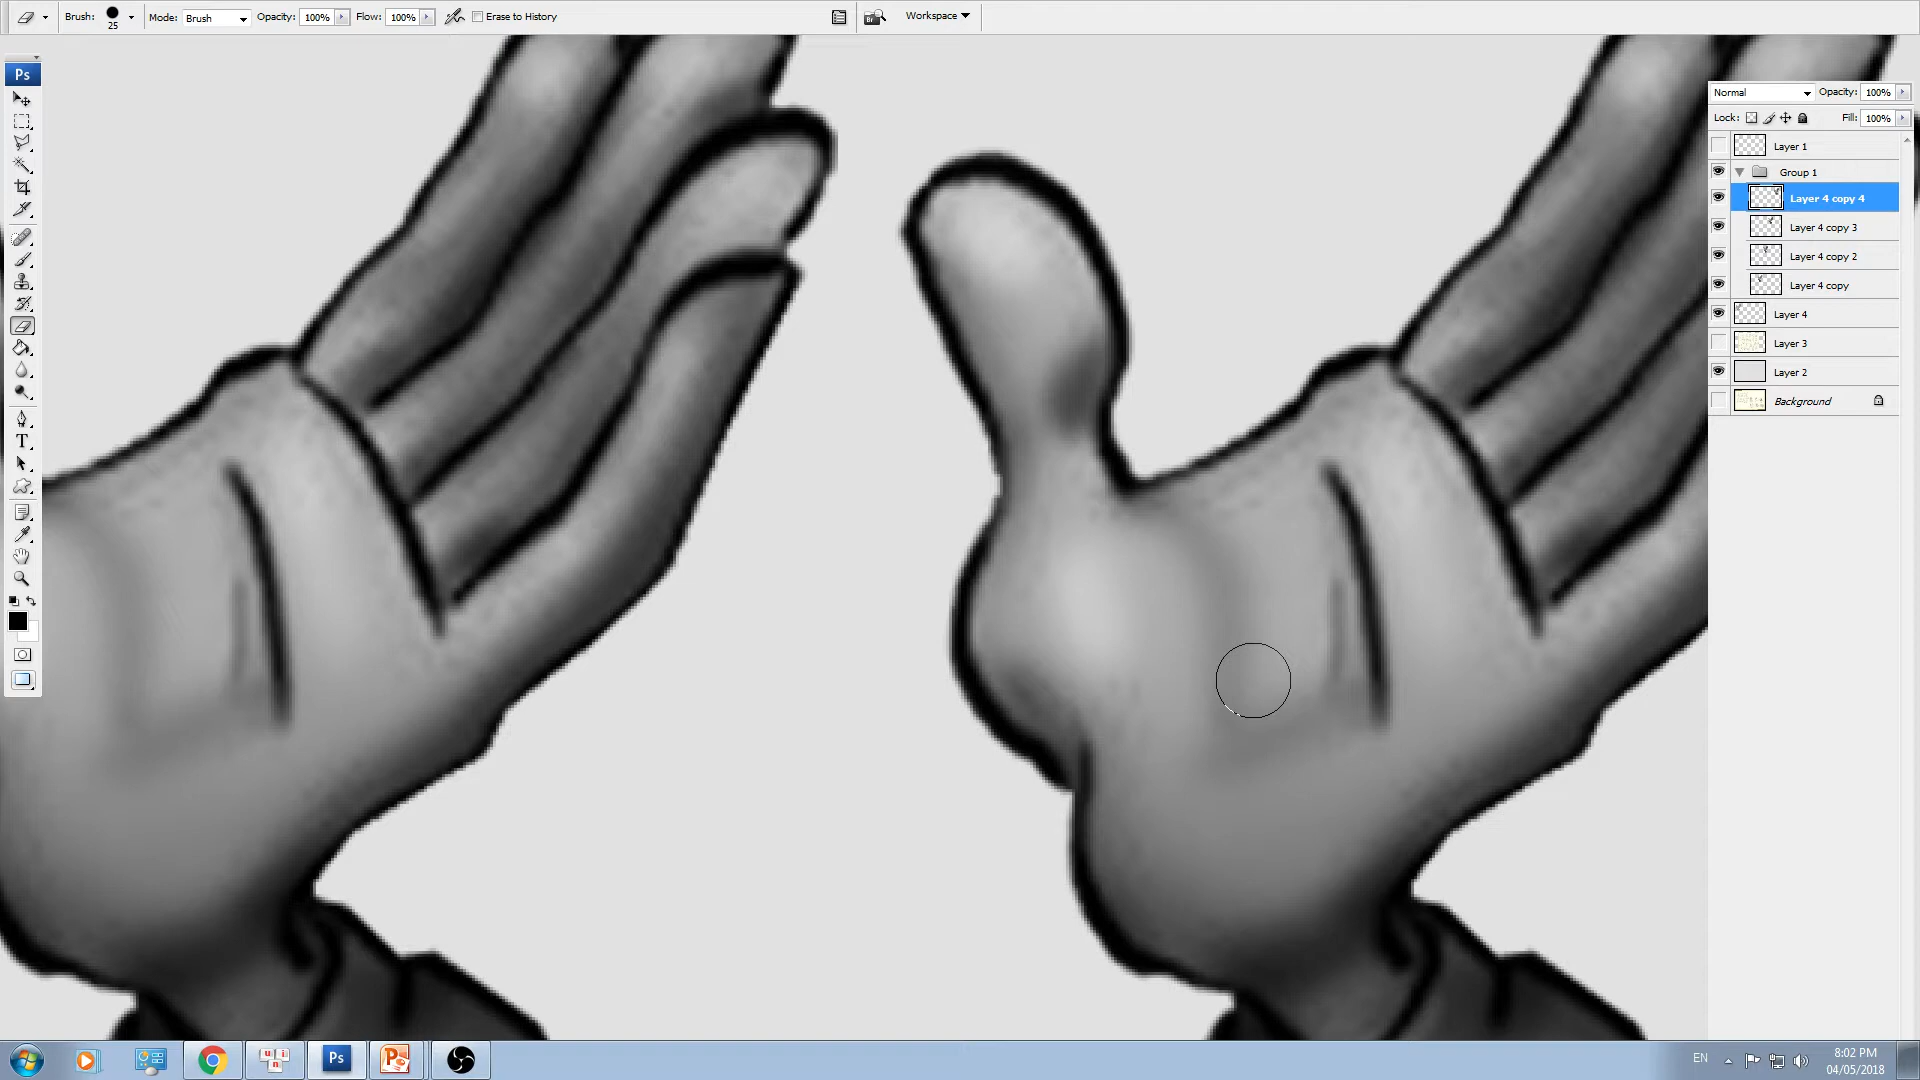 Brush: 25 Mode: Brush Opacity: 100% Flow: 100% Erase to History Br Workspace
Ps
Normal Opacity: 100%
Lock: Fill: 100%
Layer 1
Group 1
Layer 4 copy 4
Layer 4 copy 3
Layer 4 copy 2
Layer 4 copy
Layer 4
Layer 3
Layer 2
Background
T
u i n
Ps
EN
8:02 PM
04/05/2018